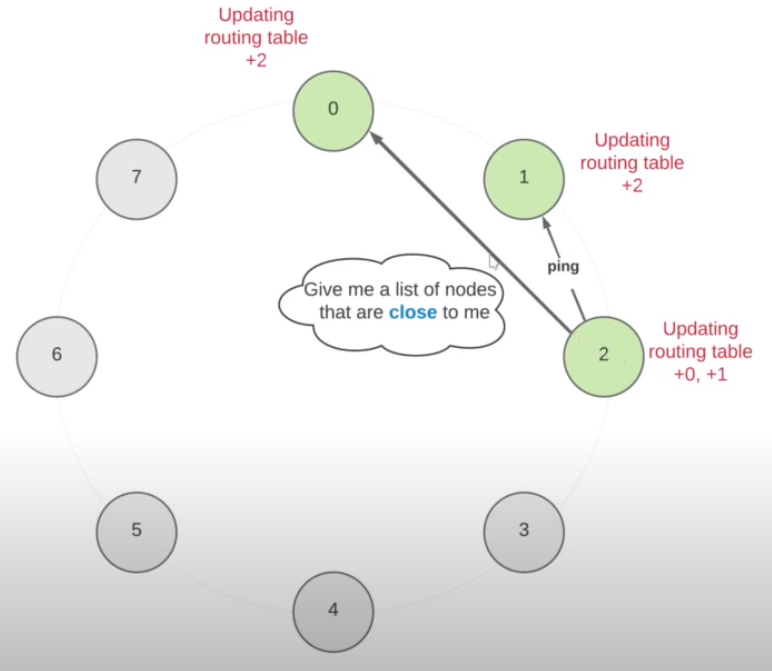 Updating
routing table
+2
0
Updating
routing table
+2
1
7
ping
Give me a list of nodes
that are close to me
Updating
routing table
+0, +1
2
6
5
3
4